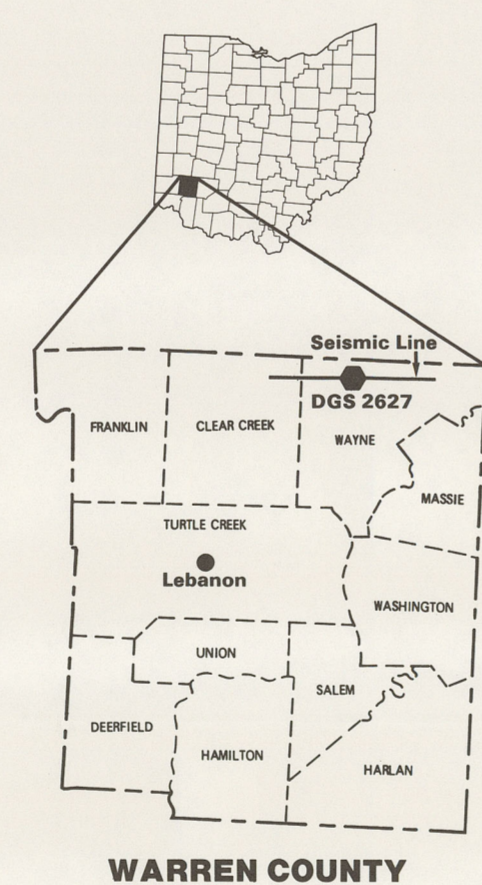 Seismic Line
DGS 2627
FRANKLIN
CLEAR CREEK
WAYNE
MASSIE
TURTLE CREEK
Lebanon
WASHINGTON
UNION
SALEM
DEERFIELD
HAMILTON
HARLAN
WARREN COUNTY